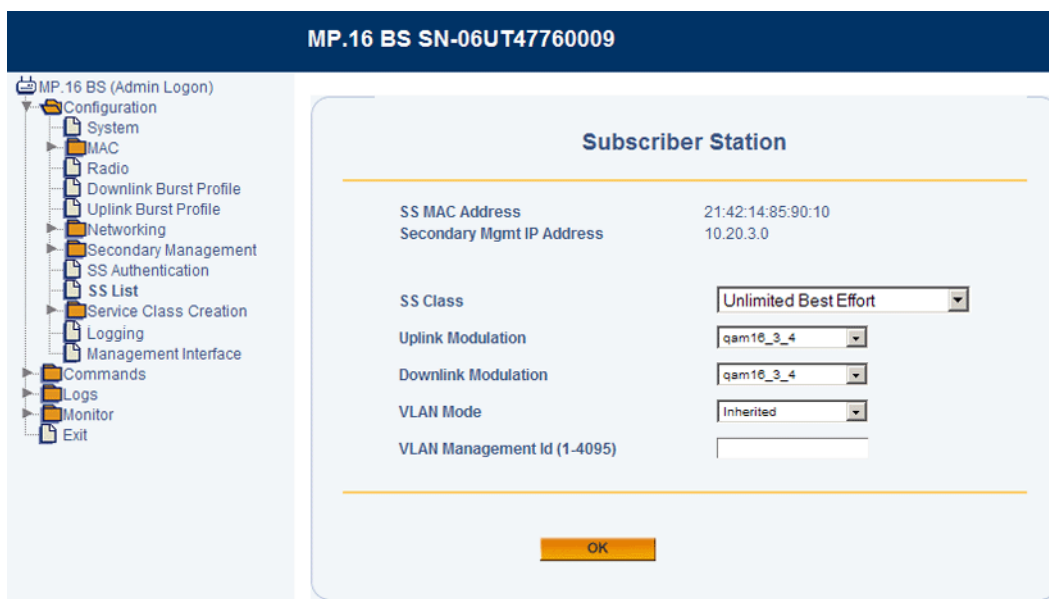 MP.16 BS SN-06UT47760009
MP.16 BS (Admin Logon)
Configuration
System
MAC
Radio
Downlink Burst Profile
Uplink Burst Profile
Networking
Secondary Management
SS Authentication
SS List
Service Class Creation
Logging
Management Interface
Commands
Logs
Monitor
Exit
Subscriber Station
SS MAC Address 21:42:14:85:90:10
Secondary Mgmt IP Address 10.20.3.0
SS Class Unlimited Best Effort
Uplink Modulation qam16_3_4
Downlink Modulation qam16_3_4
VLAN Mode Inherited
VLAN Management Id (1-4095)
OK